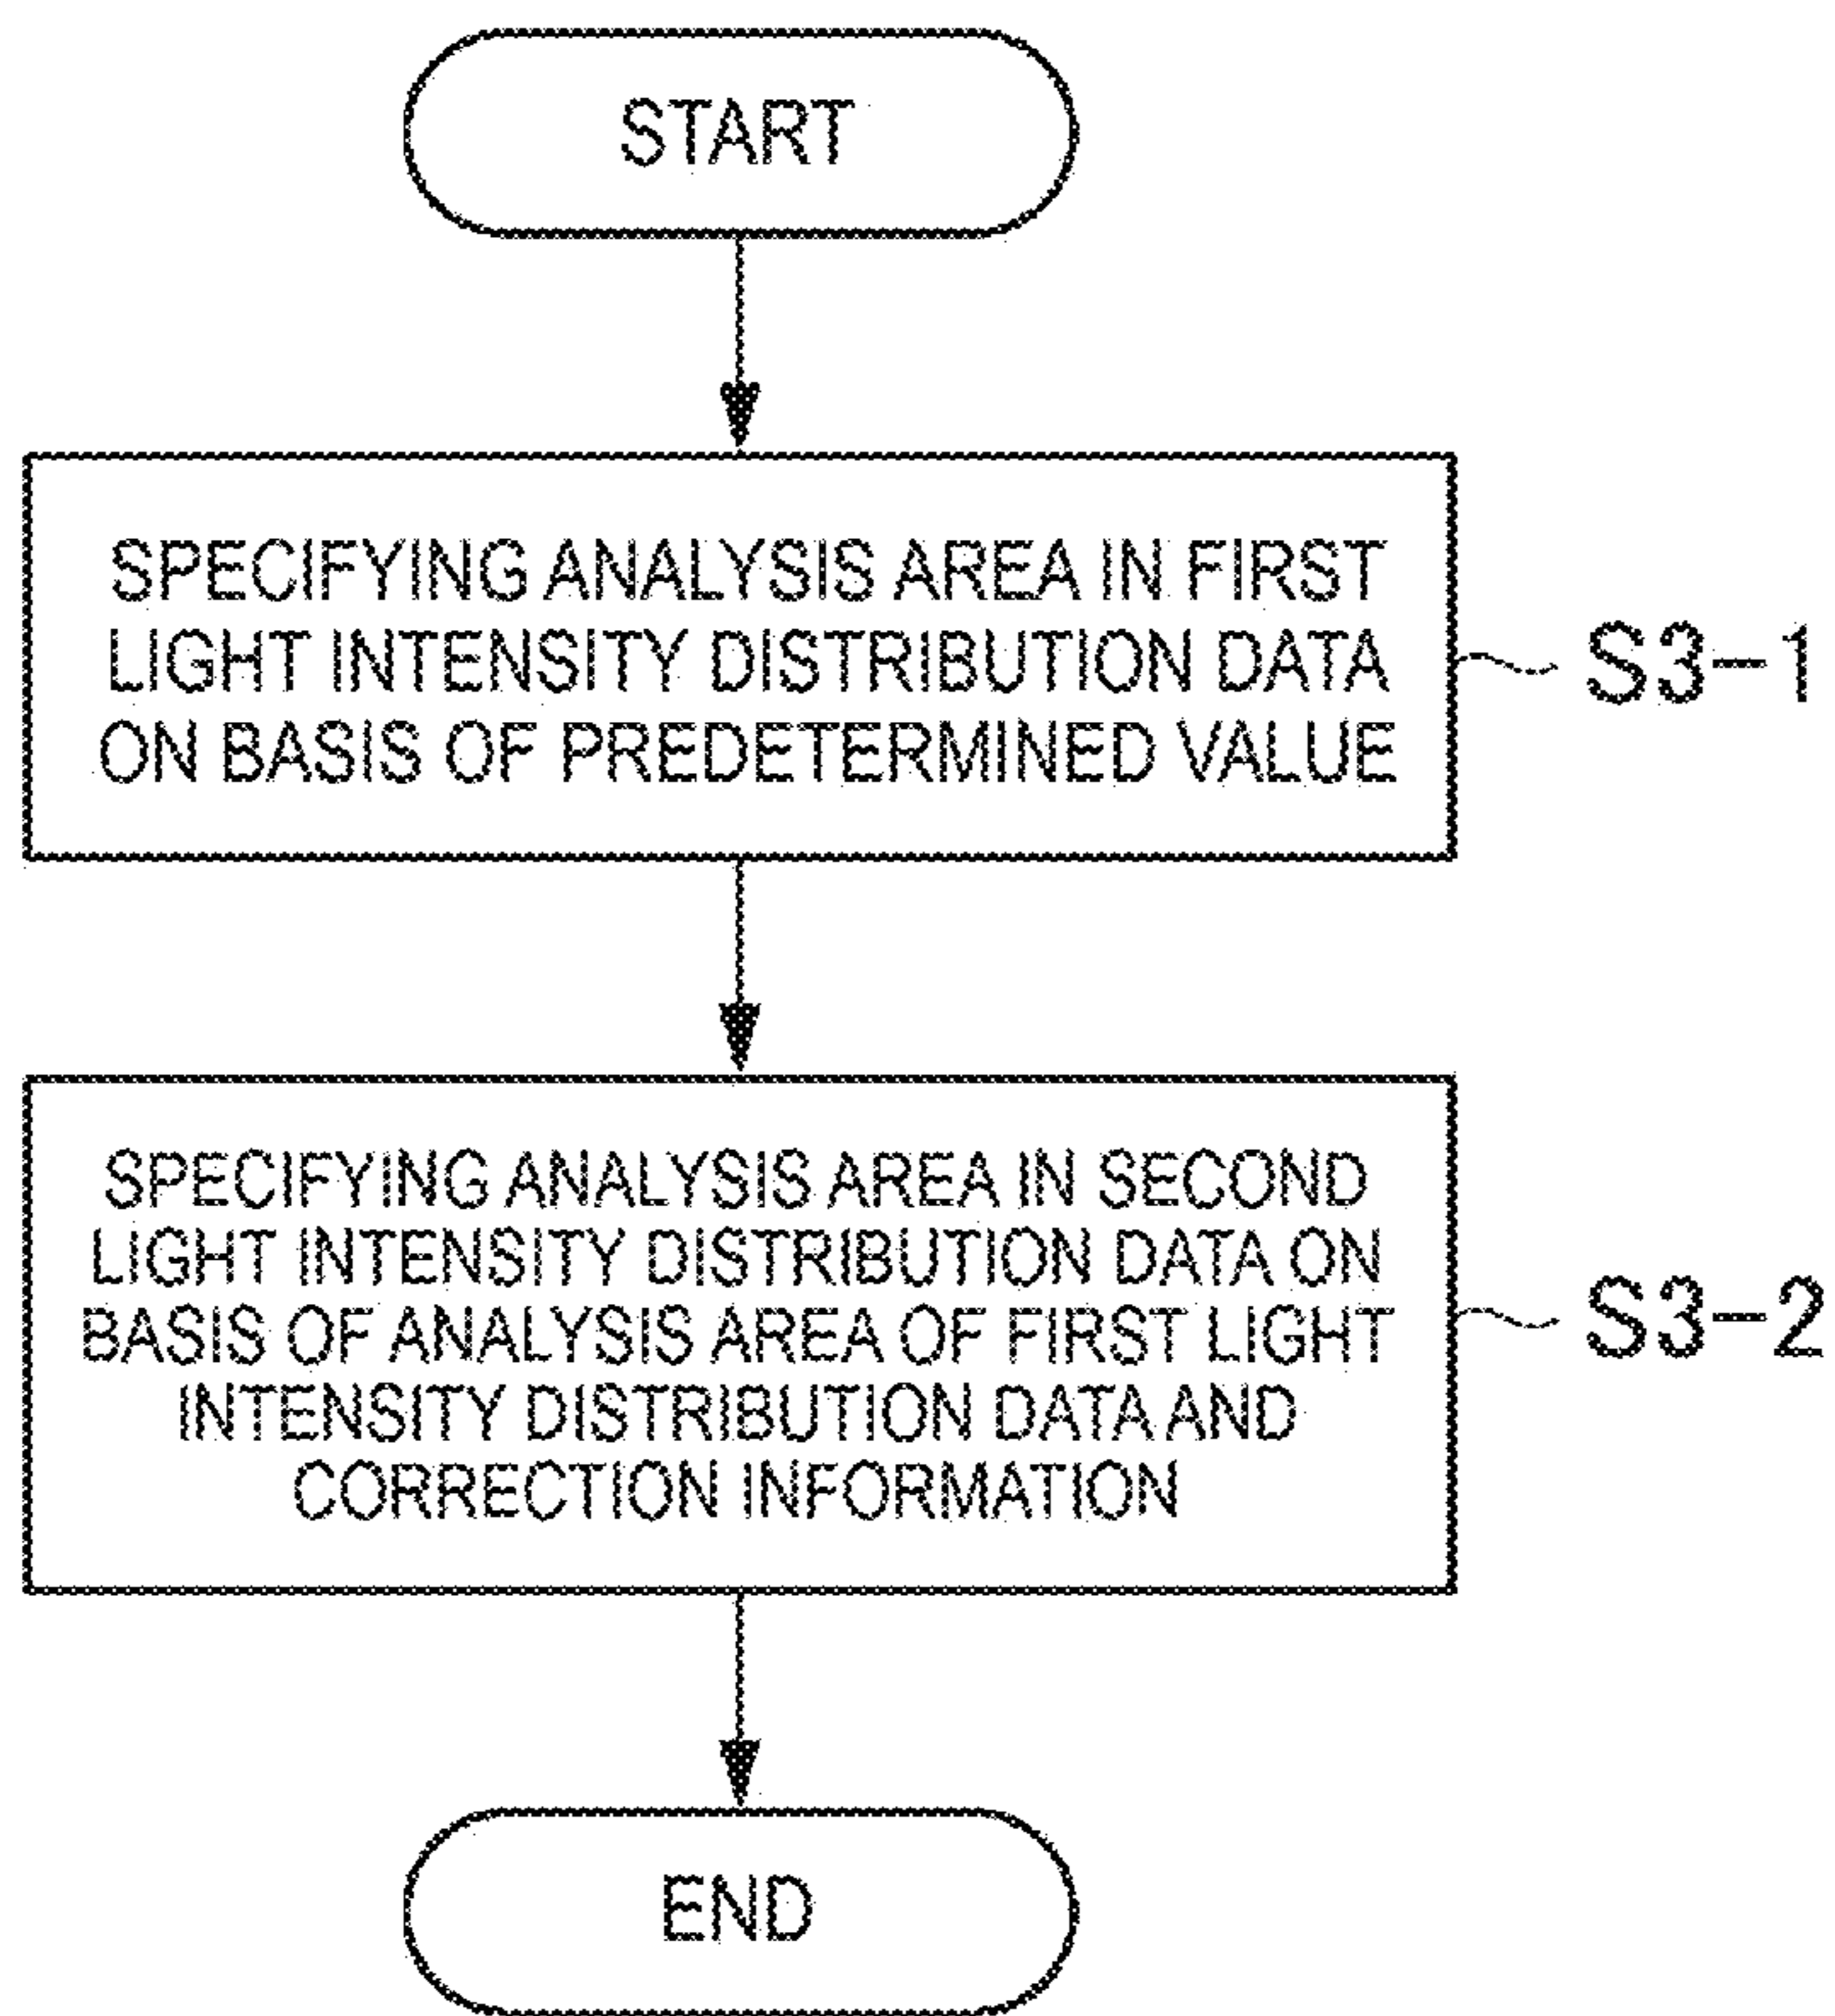 START
SPECIFYING ANALYSIS AREA IN FIRST
LIGHT INTENSITY DISTRIBUTION DATA
ON BASIS OF PREDETERMINED VALUE
S3-1
SPECIFYING ANALYSIS AREA IN SECOND
LIGHT INTENSITY DISTRIBUTION DATA ON
BASIS OF ANALYSIS AREA OF FIRST LIGHT
INTENSITY DISTRIBUTION DATA AND
CORRECTION INFORMATION
S3-2
END